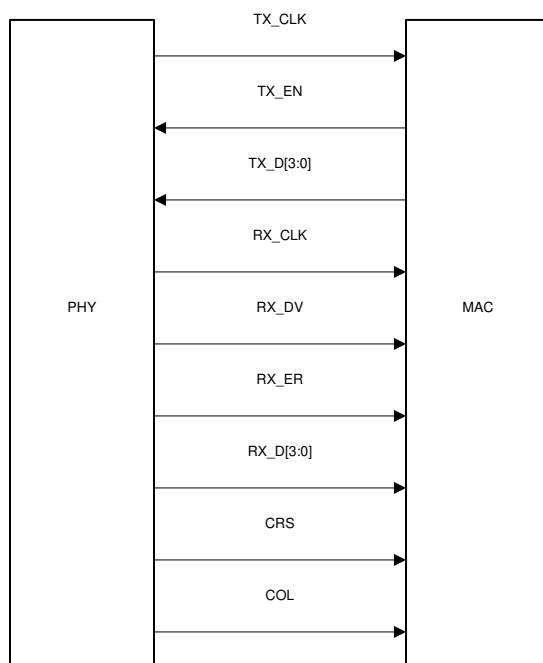 TX_CLK
TX_EN
TX_D[3:0]
RX_CLK
PHY
RX_DV
MAC
RX_ER
RX_D[3:0]
CRS
COL